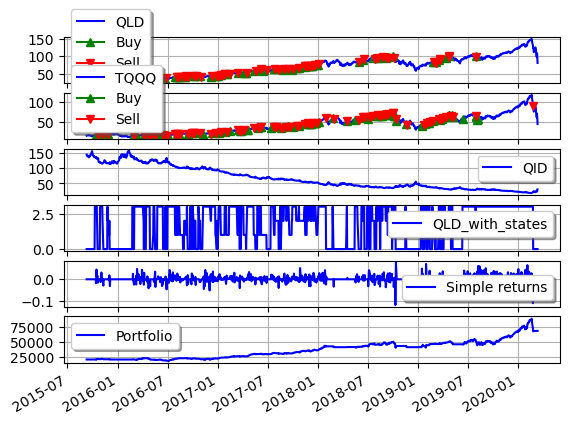 QLD
Buy
Sell
150
100
50
TQQQ
Buy
Sell
100
50
QID
150
100
50
QLD_with_states
2.5
0.0
Simple returns
0.0
−0.1
Portfolio
75000
50000
25000
2015-07
2016-01
2016-07
2017-01
2017-07
2018-01
2018-07
2019-01
2019-07
2020-01